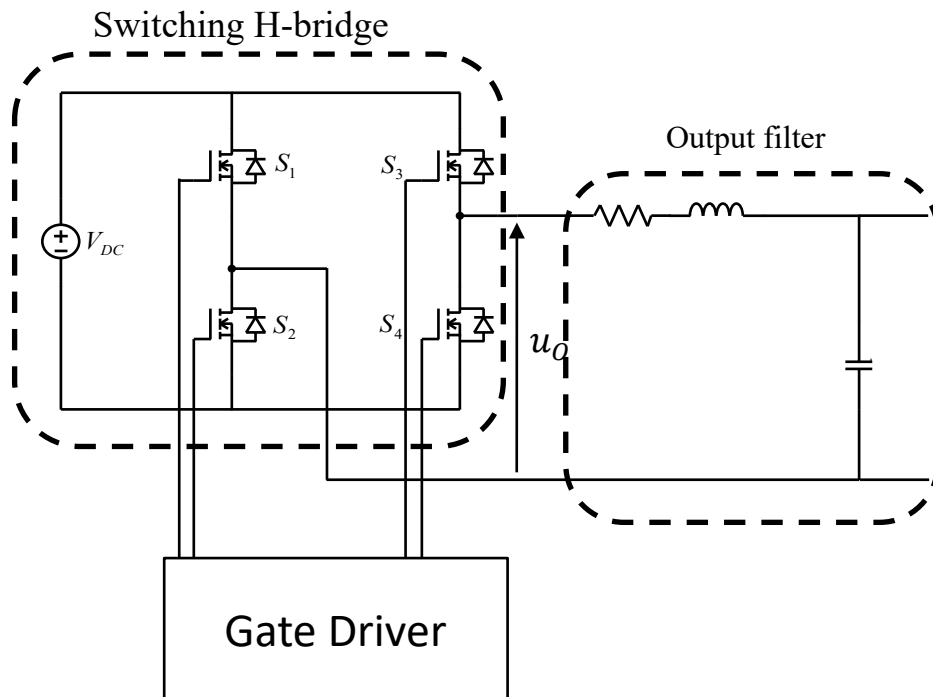 Switching H-bridge
Output filter
S1
S3
VDC
S2
S4
uO
Gate Driver